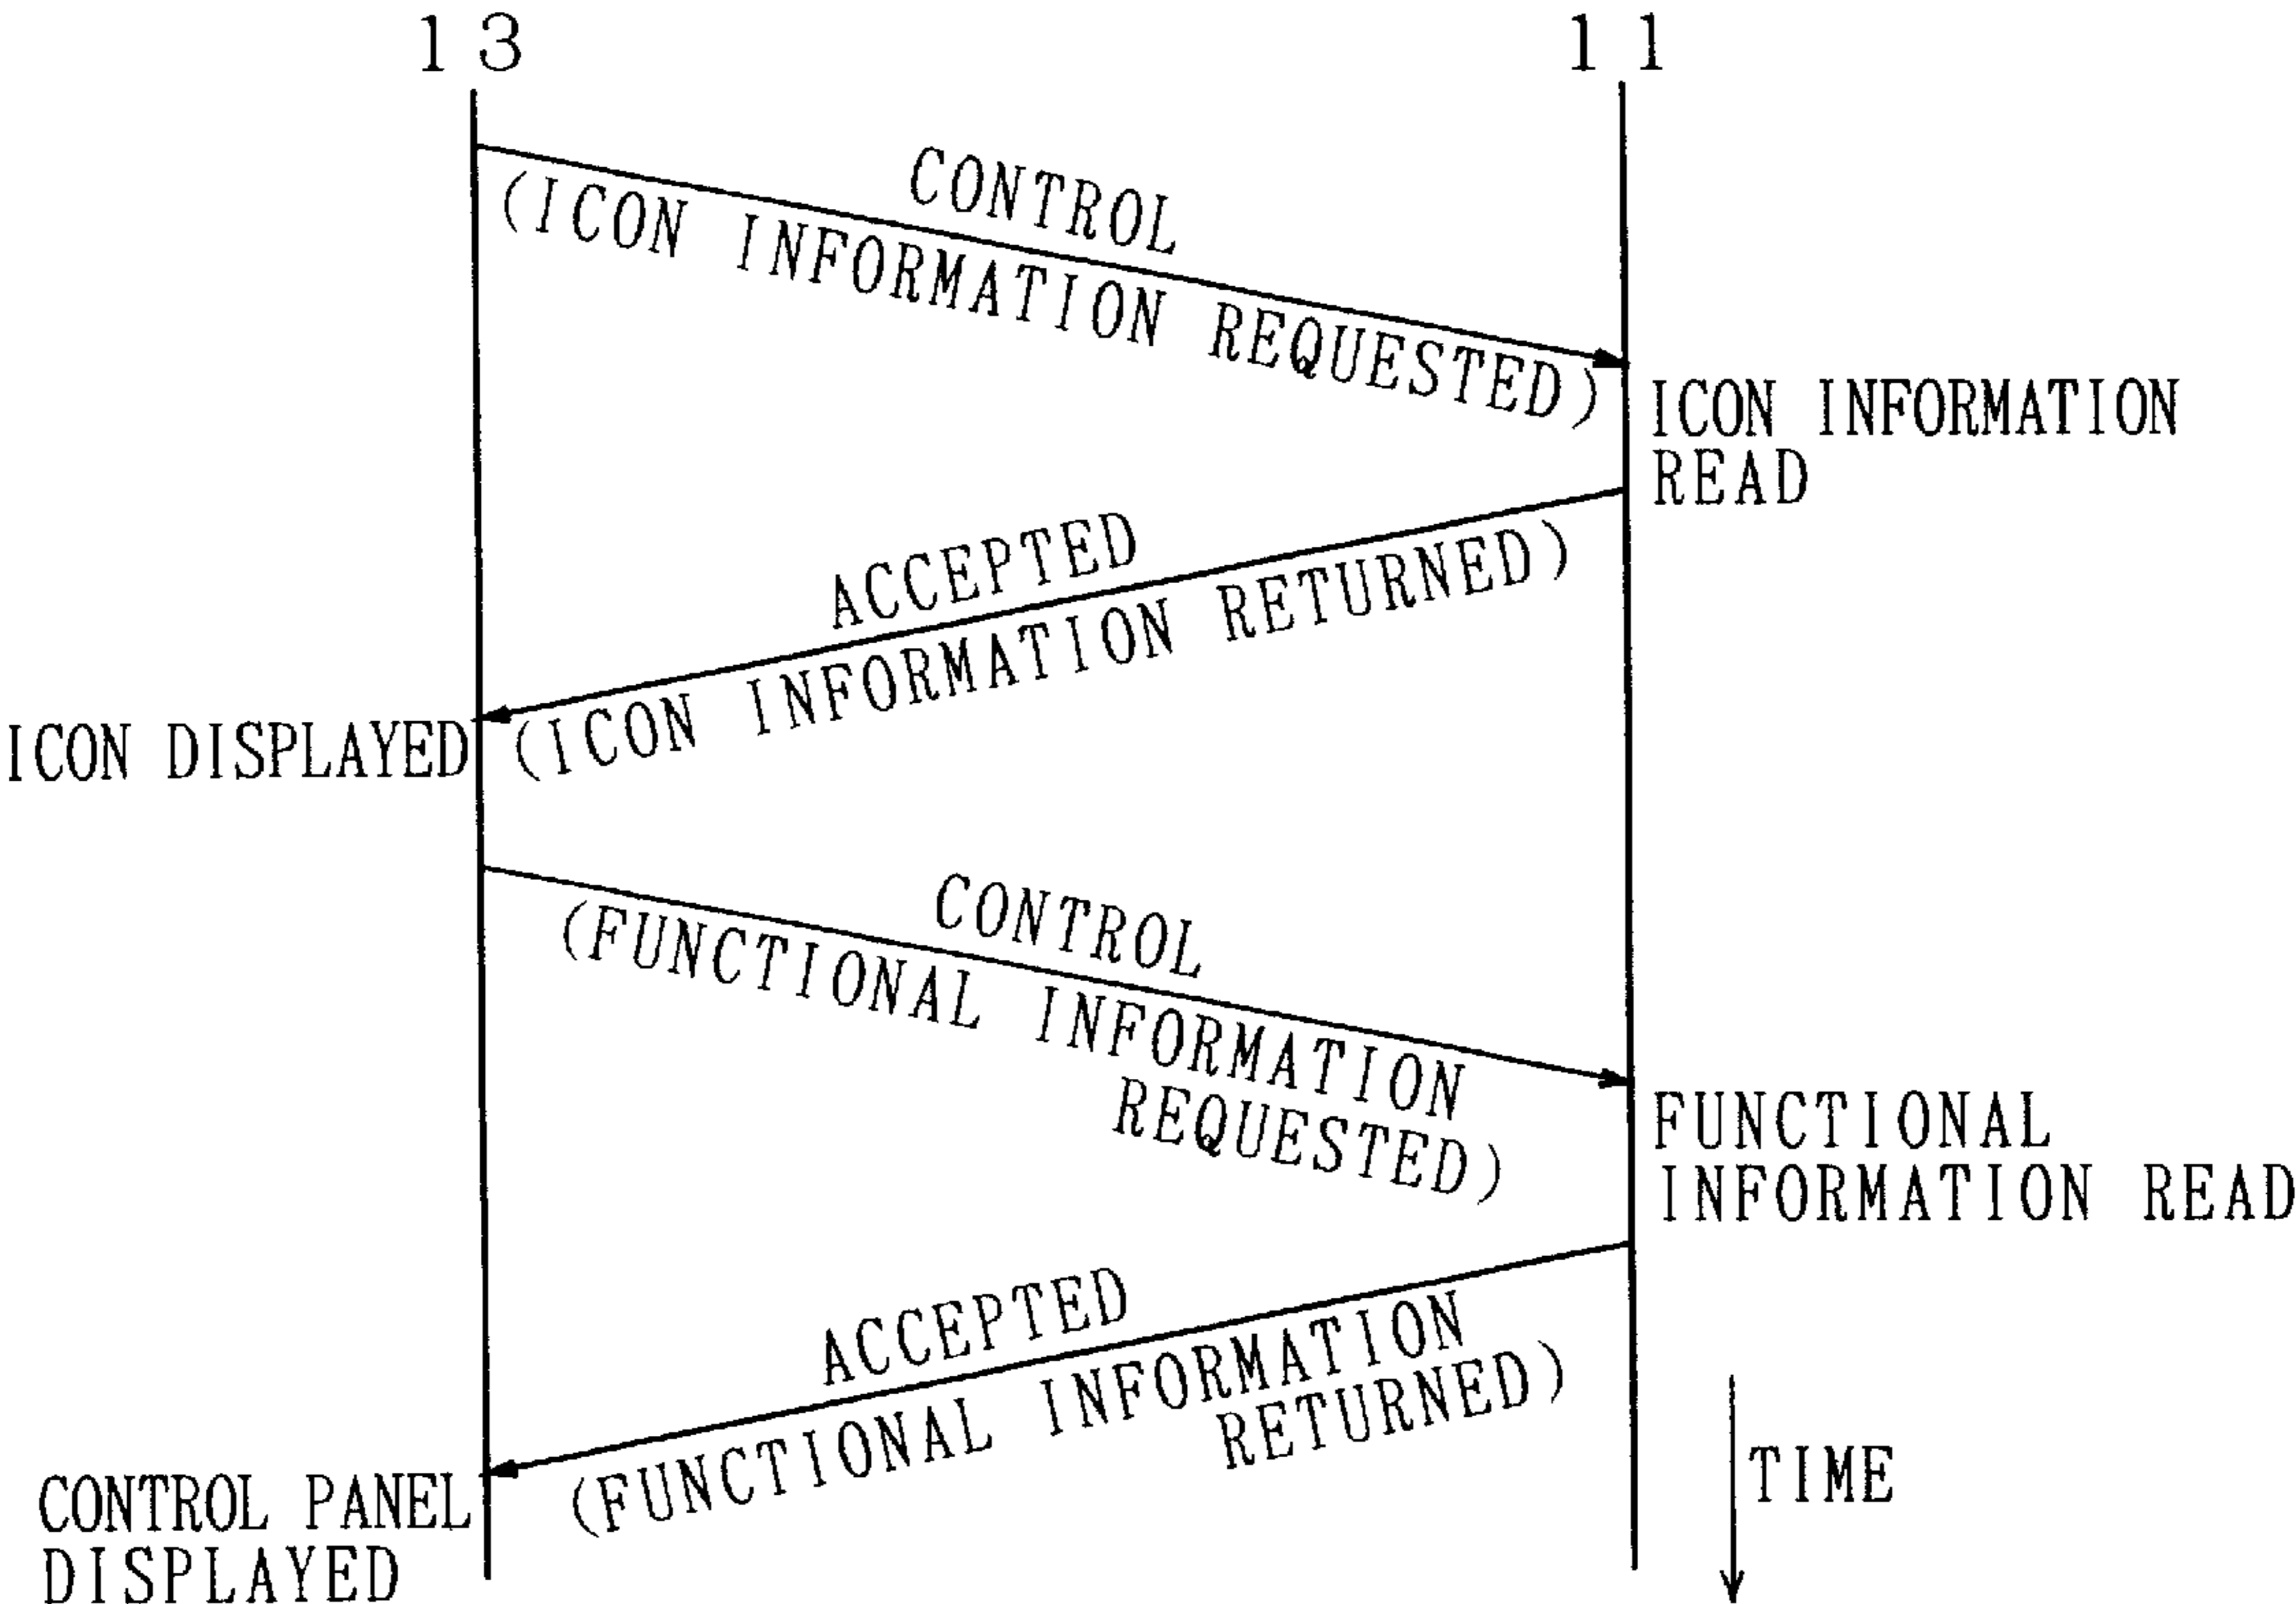 13
11
CONTROL
(ICON INFORMATION REQUESTED)
ICON INFORMATION
READ
ACCEPTED
(ICON INFORMATION RETURNED)
ICON DISPLAYED
CONTROL
(FUNCTIONAL INFORMATION
REQUESTED)
FUNCTIONAL
INFORMATION READ
ACCEPTED
(FUNCTIONAL INFORMATION
RETURNED)
CONTROL PANEL
DISPLAYED
TIME